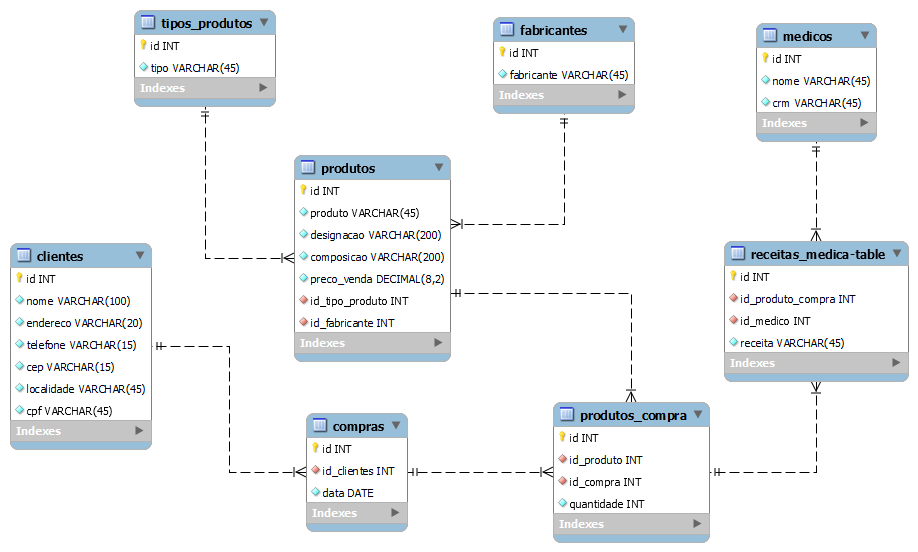 tipos_produtos
id INT
tipo VARCHAR(45)
Indexes
fabricantes
id INT
fabricante VARCHAR(45)
Indexes
medicos
id INT
nome VARCHAR(45)
crm VARCHAR(45)
Indexes
produtos
id INT
produto VARCHAR(45)
designacao VARCHAR(200)
composicao VARCHAR(200)
preco_venda DECIMAL(8,2)
id_tipo_produto INT
id_fabricante INT
Indexes
clientes
id INT
nome VARCHAR(100)
endereco VARCHAR(20)
telefone VARCHAR(15)
cep VARCHAR(15)
localidade VARCHAR(45)
cpf VARCHAR(45)
Indexes
receitas_medica-table
id INT
id_produto_compra INT
id_medico INT
receita VARCHAR(45)
Indexes
compras
id INT
id_clientes INT
data DATE
Indexes
produtos_compra
id INT
id_produto INT
id_compra INT
quantidade INT
Indexes